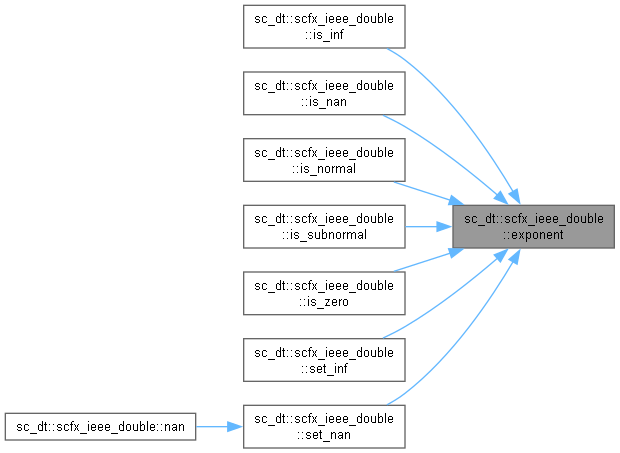 sc_dt::scfx_ieee_double
::is_inf
sc_dt::scfx_ieee_double
::is_nan
sc_dt::scfx_ieee_double
::is_normal
sc_dt::scfx_ieee_double
::is_subnormal
sc_dt::scfx_ieee_double
::exponent
sc_dt::scfx_ieee_double
::is_zero
sc_dt::scfx_ieee_double
::set_inf
sc_dt::scfx_ieee_double::nan
sc_dt::scfx_ieee_double
::set_nan